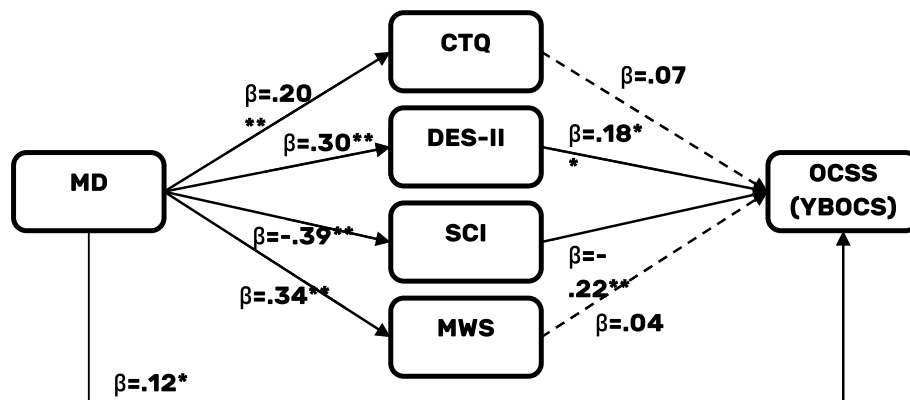 CTQ
β=.07
β=.20
**
β=.30**
DES-II
β=.18*
*
MD
OCSS
(YBOCS)
β=-.39**
SCI
β=-
.22**
β=.34**
MWS
β=.04
β=.12*